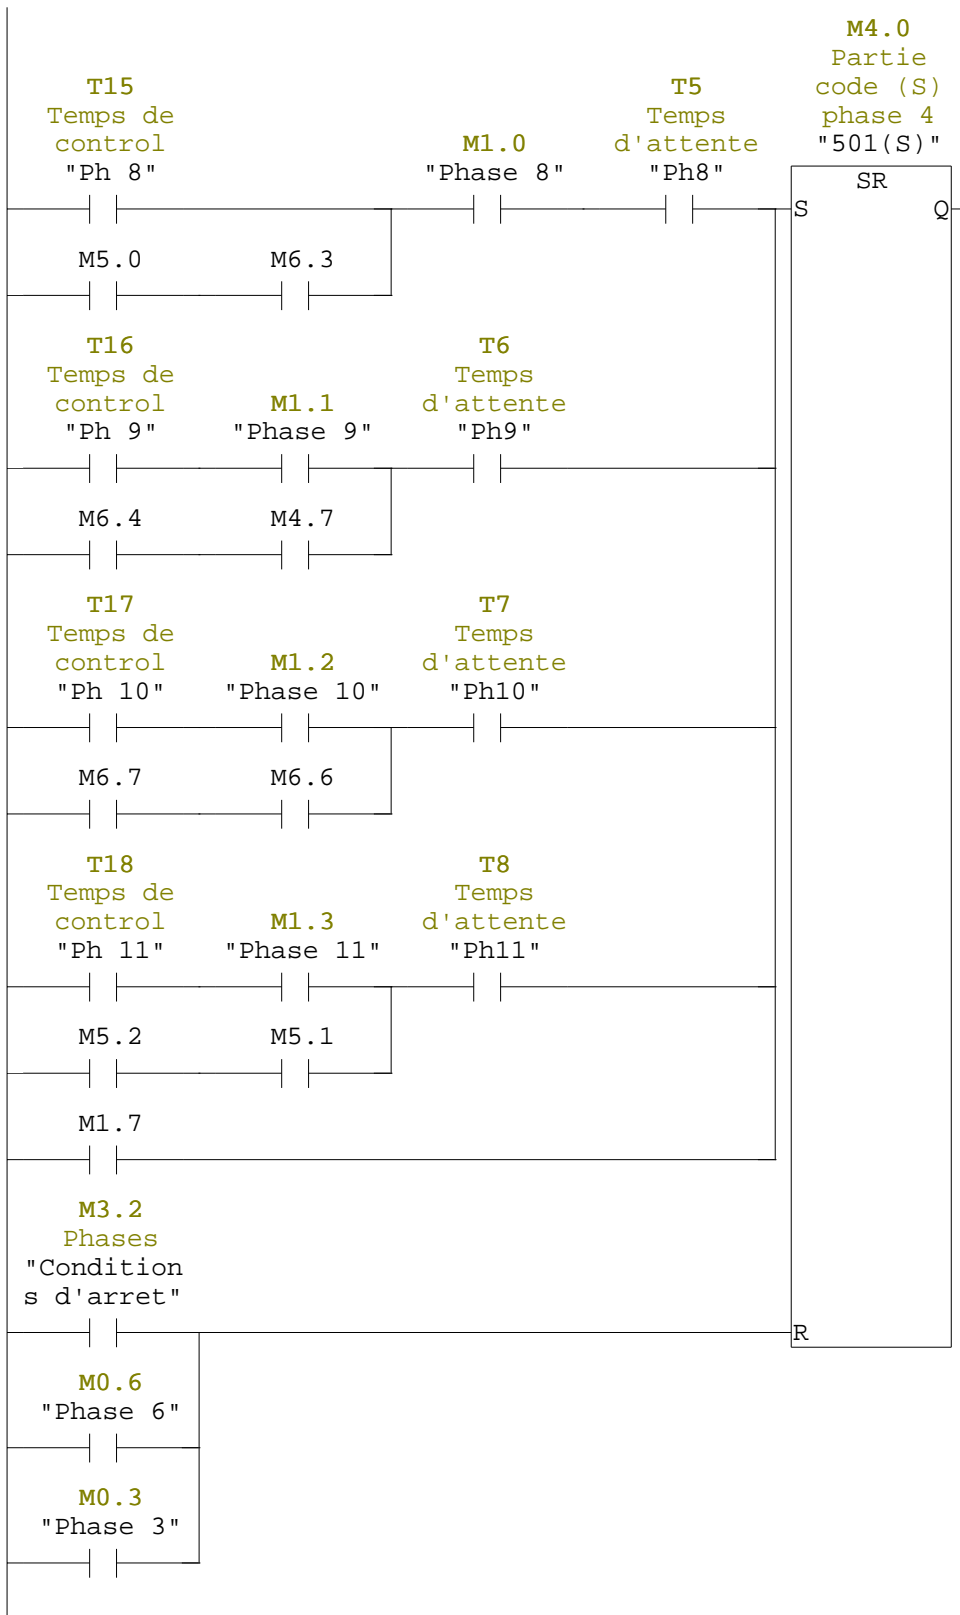 M4.0
Partie
code (S)
phase 4
"501(S)"
SR
S
Q
T15
Temps de
control
"Ph 8"
M1.0
"Phase 8"
T5
Temps
d'attente
"Ph8"
M5.0
M6.3
T16
Temps de
control
"Ph 9"
M1.1
"Phase 9"
T6
Temps
d'attente
"Ph9"
M6.4
M4.7
T17
Temps de
control
"Ph 10"
M1.2
"Phase 10"
T7
Temps
d'attente
"Ph10"
M6.7
M6.6
T18
Temps de
control
"Ph 11"
M1.3
"Phase 11"
T8
Temps
d'attente
"Ph11"
M5.2
M5.1
M1.7
M3.2
Phases
"Condition
s d'arret"
R
M0.6
"Phase 6"
M0.3
"Phase 3"